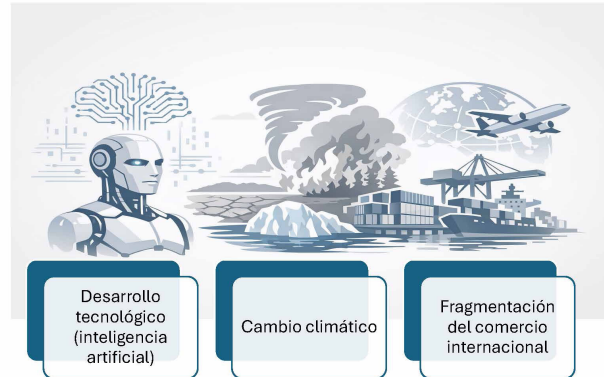 Desarrollo
tecnológico
(inteligencia
artificial)
Cambio climático
Fragmentación
del comercio
internacional